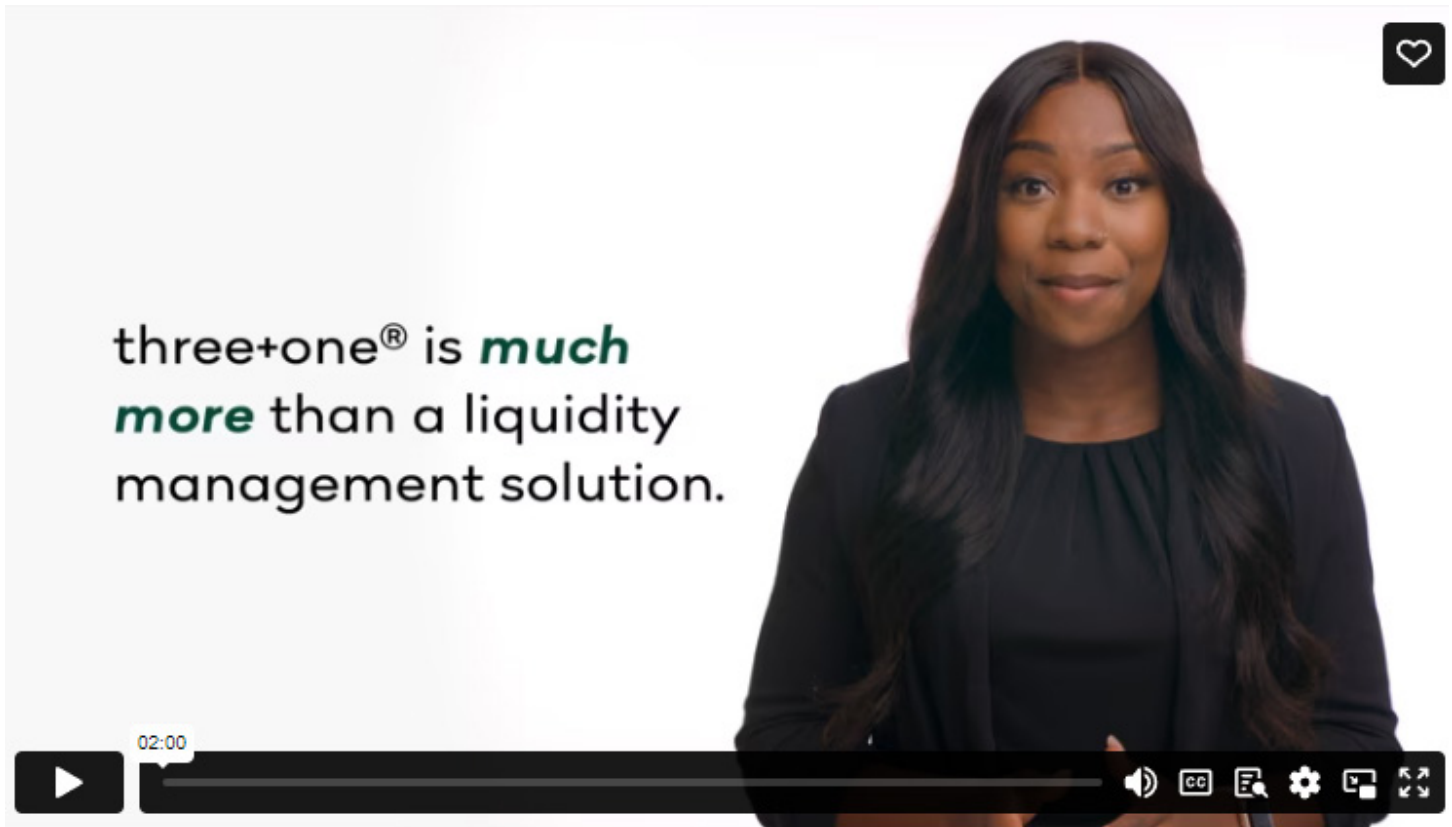 three+one® is much
more than a liquidity
management solution.
02:00
CC